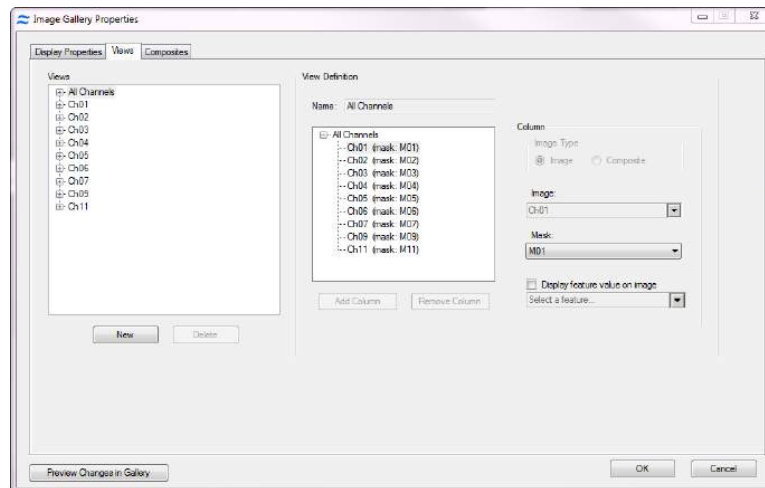 Image Gallery Properties
Display Properties
Views
Composites
Views
All Channels
Ch01
Ch02
Ch03
Ch04
Ch05
Ch06
Ch07
Ch09
Ch11
New
Delete
View Definition
Name: All Channels
All Channels
Ch01 (mask: M01)
Ch02 (mask: M02)
Ch03 (mask: M03)
Ch04 (mask: M04)
Ch05 (mask: M05)
Ch06 (mask: M06)
Ch07 (mask: M07)
Ch09 (mask: M09)
Ch11 (mask: M11)
Add Column
Remove Column
Column
Image Type
Image
Composite
Image:
Ch01
Mask:
M01
Display feature value on image
Select a feature...
Preview Changes in Gallery
OK
Cancel